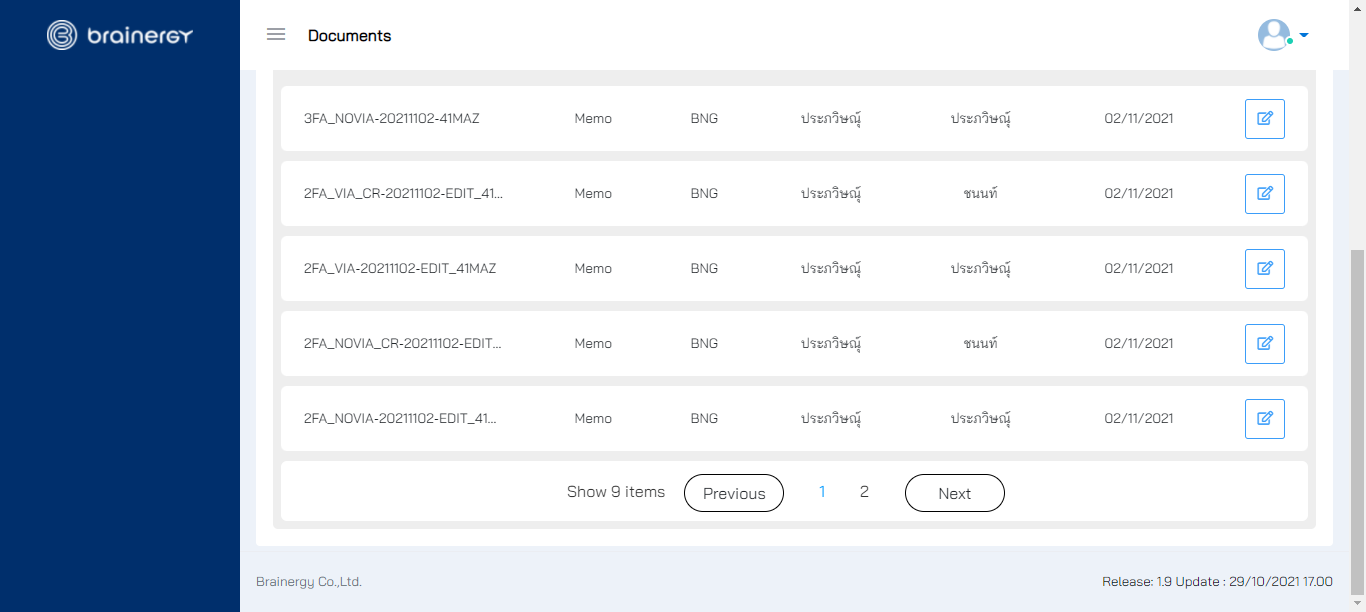 brainergy
Documents
3FA_NOVIA-20211102-41MAZ Memo BNG ประภวิษณุ์ ประภวิษณุ์ 02/11/2021
2FA_VIA_CR-20211102-EDIT_41... Memo BNG ประภวิษณุ์ ชนนท์ 02/11/2021
2FA_VIA-20211102-EDIT_41MAZ Memo BNG ประภวิษณุ์ ประภวิษณุ์ 02/11/2021
2FA_NOVIA_CR-20211102-EDIT... Memo BNG ประภวิษณุ์ ชนนท์ 02/11/2021
2FA_NOVIA-20211102-EDIT_41... Memo BNG ประภวิษณุ์ ประภวิษณุ์ 02/11/2021
Show 9 items Previous 1 2 Next
Brainergy Co.,Ltd. Release: 1.9 Update : 29/10/2021 17.00